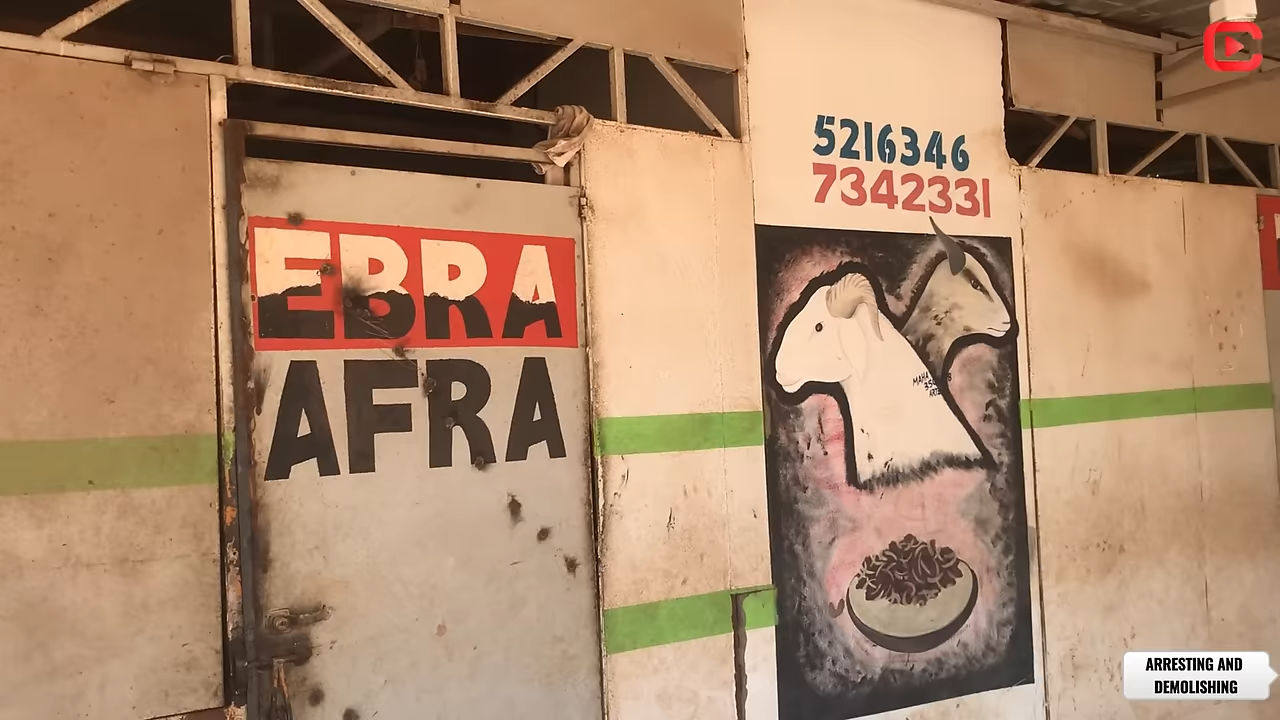 EBRA
AFRA
5216346
7342331
ARRESTING AND
DEMOLISHING